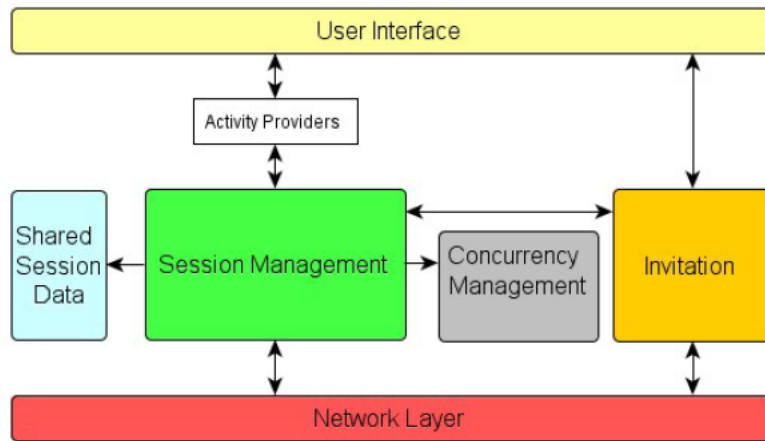 User Interface
Activity Providers
Shared
Session
Data
Session Management
Concurrency
Management
Invitation
Network Layer